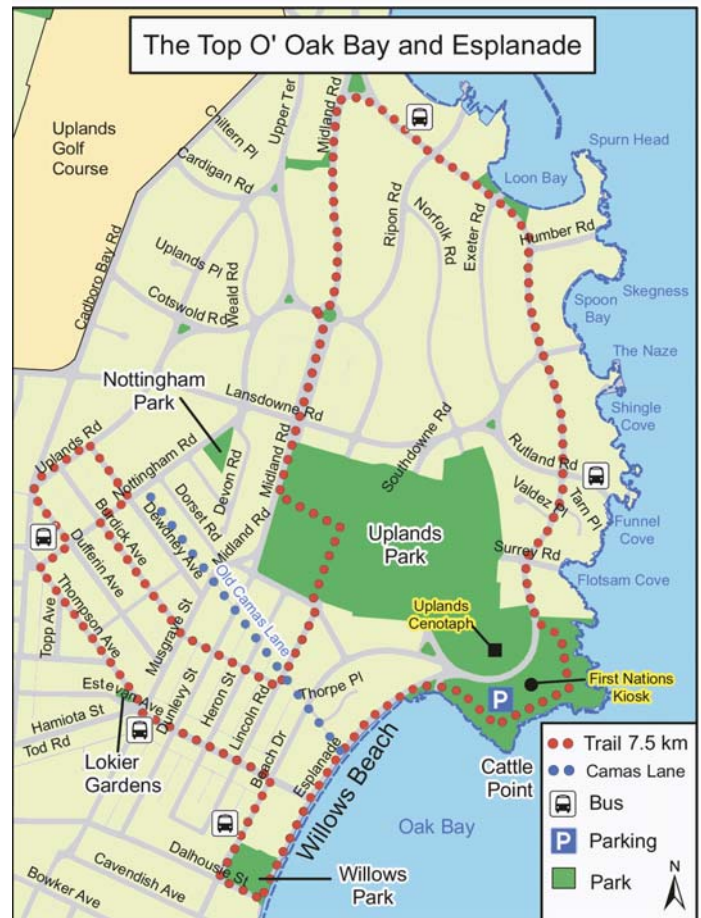 The Top O' Oak Bay and Esplanade
Uplands
Golf
Course
Chiltern Pl
Upper Ter
Midland Rd
Cardigan Rd
Spurn Head
Loon Bay
Ripon Rd
Norfolk Rd
Exeter Rd
Humber Rd
Uplands Pl
Weald Rd
Cadboro Bay Rd
Cotswold Rd
Spoon
Bay
Skegness
The Naze
Nottingham
Park
Lansdowne Rd
Shingle
Cove
Uplands Rd
Nottingham Rd
Devon Rd
Midland Rd
Southdowne Rd
Rutland Rd
Valdez Pl
Tarn Pl
Burdick Ave
Dewdney Ave
Dorset Rd
Midland Rd
Uplands
Park
Funnel
Cove
Dufferin Ave
Surrey Rd
Flotsam Cove
Old Camas Lane
Thompson Ave
Topp Ave
Musgrave St
Uplands
Cenotaph
Estevan Ave
Dunlevy St
Heron St
Lincoln Rd
Thorpe Pl
P
First Nations
Kiosk
Hamiota St
Tod Rd
Lokier
Gardens
Beach Dr
Esplanade
Willows Beach
Cattle
Point
Oak Bay
Dalhousie St
Cavendish Ave
Bowker Ave
Willows
Park
Trail 7.5 km
Camas Lane
Bus
P Parking
Park
N